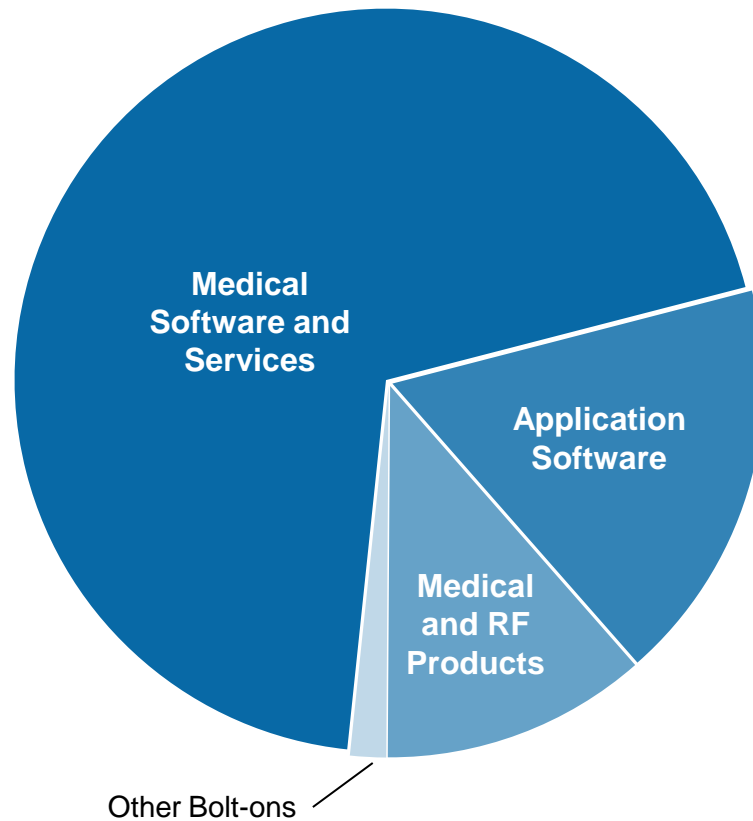 Medical
Software and
Services
Application
Software
Medical
and RF
Products
Other Bolt-ons